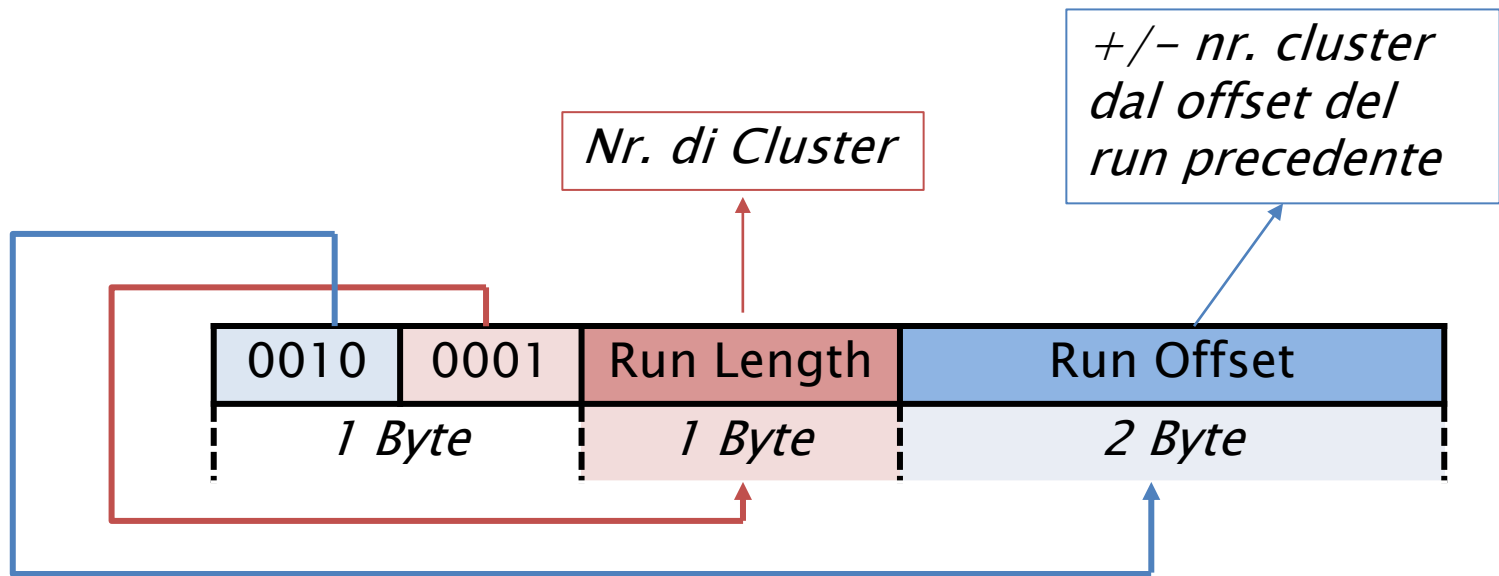 +/- nr. cluster
dal offset del
run precedente
Nr. di Cluster
0010 0001 Run Length Run Offset
1 Byte 1 Byte 2 Byte